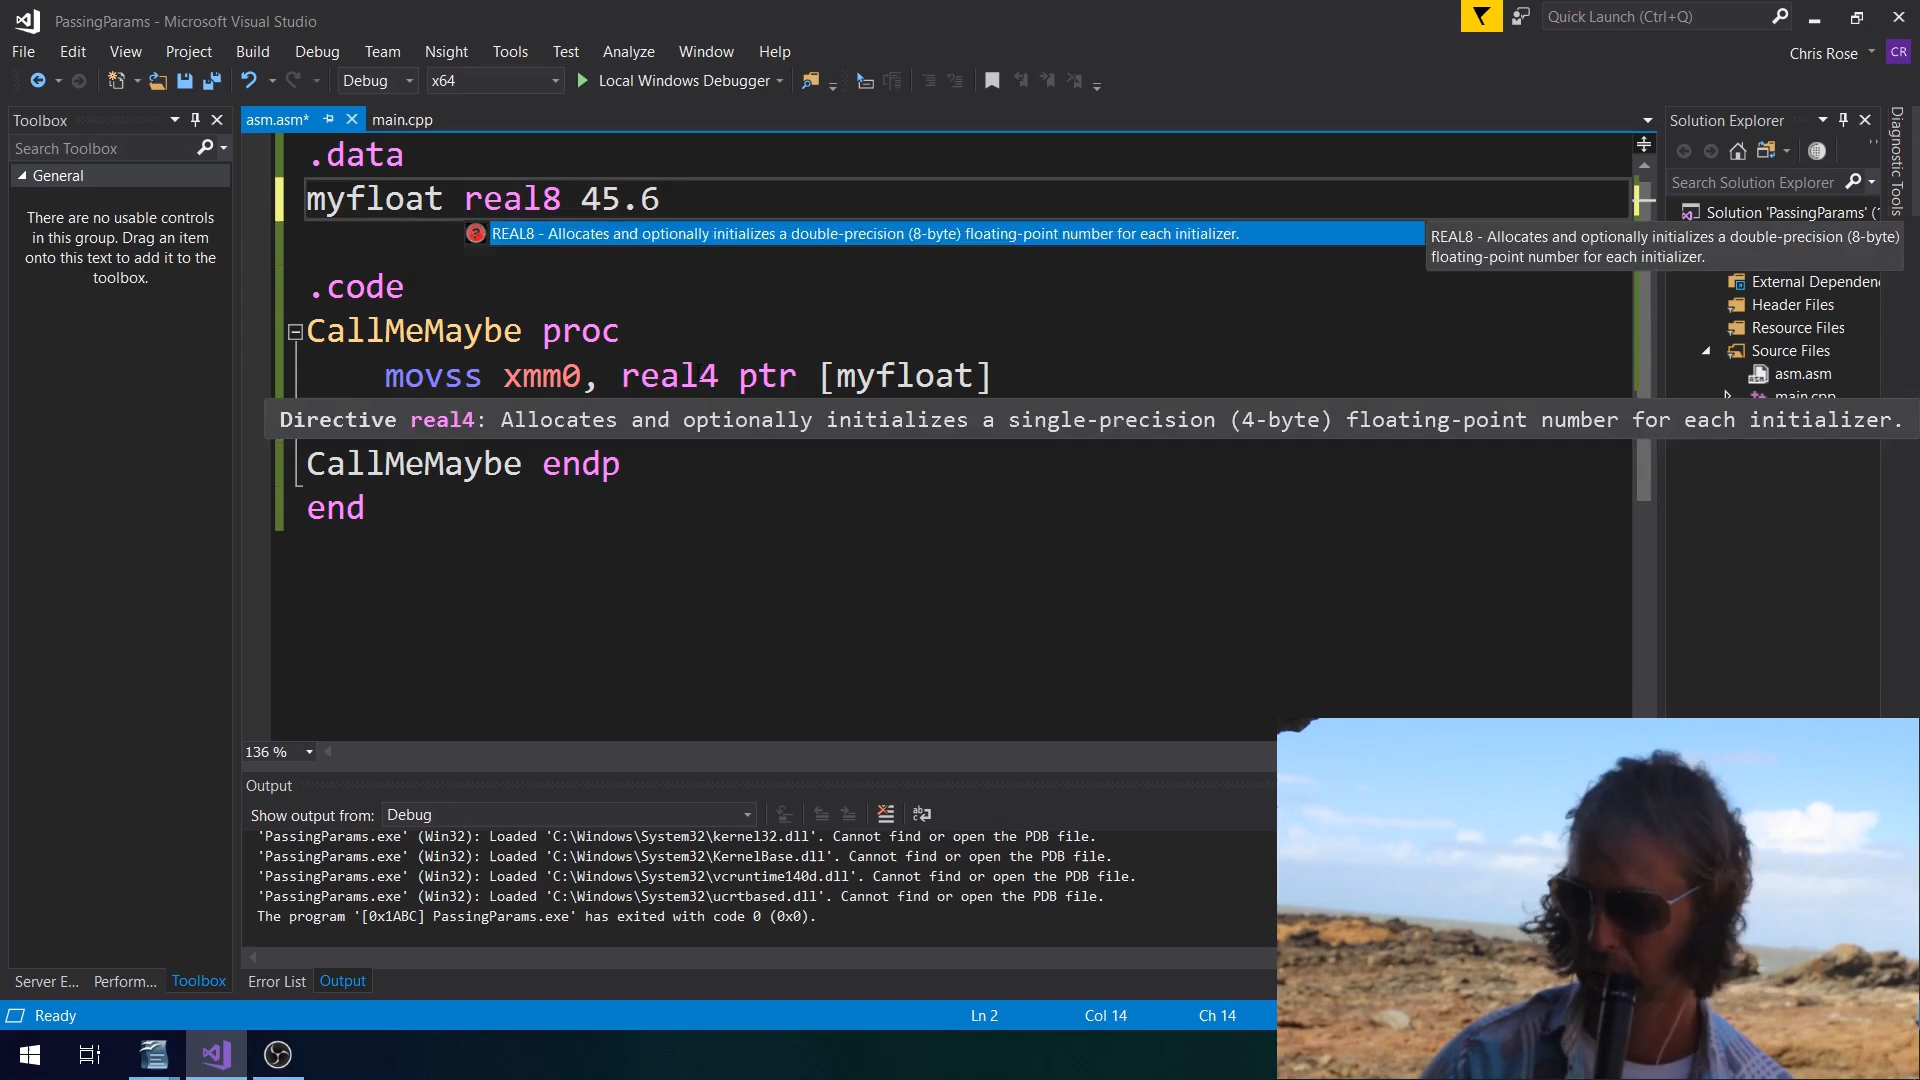 PassingParams - Microsoft Visual Studio
Quick Launch (Ctrl+Q)
File Edit View Project Build Debug Team Nsight Tools Test Analyze Window Help
Chris Rose CR
Debug x64 Local Windows Debugger
Toolbox
Search Toolbox
General
There are no usable controls
in this group. Drag an item
onto this text to add it to the
toolbox.
asm.asm* main.cpp
.data
myfloat real8 45.6
REAL8 - Allocates and optionally initializes a double-precision (8-byte) floating-point number for each initializer.
REAL8 - Allocates and optionally initializes a double-precision (8-byte)
floating-point number for each initializer.
.code
CallMeMaybe proc
movss xmm0, real4 ptr [myfloat]
Directive real4: Allocates and optionally initializes a single-precision (4-byte) floating-point number for each initializer.
CallMeMaybe endp
end
Solution Explorer
Search Solution Explorer
Solution 'PassingParams' (
External Dependen
Header Files
Resource Files
Source Files
asm.asm
main.cpp
Diagnostic Tools
136 %
Output
Show output from: Debug
'PassingParams.exe' (Win32): Loaded 'C:\Windows\System32\kernel32.dll'. Cannot find or open the PDB file.
'PassingParams.exe' (Win32): Loaded 'C:\Windows\System32\KernelBase.dll'. Cannot find or open the PDB file.
'PassingParams.exe' (Win32): Loaded 'C:\Windows\System32\vcruntime140d.dll'. Cannot find or open the PDB file.
'PassingParams.exe' (Win32): Loaded 'C:\Windows\System32\ucrtbased.dll'. Cannot find or open the PDB file.
The program '[0x1ABC] PassingParams.exe' has exited with code 0 (0x0).
Server E... Perform... Toolbox
Error List Output
Ready Ln 2 Col 14 Ch 14